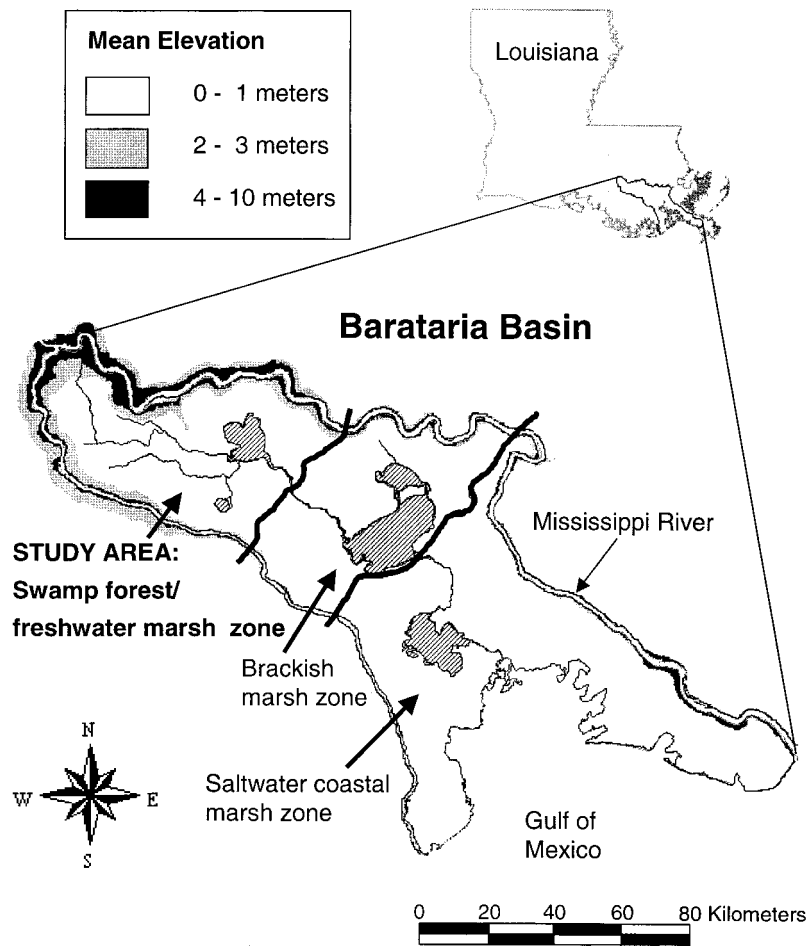 Mean Elevation
0 - 1 meters
2 - 3 meters
4 - 10 meters
Louisiana
Barataria Basin
Mississippi River
STUDY AREA:
Swamp forest/
freshwater marsh zone
Brackish
marsh zone
Saltwater coastal
marsh zone
Gulf of
Mexico
N
W
E
S
0 20 40 60 80 Kilometers